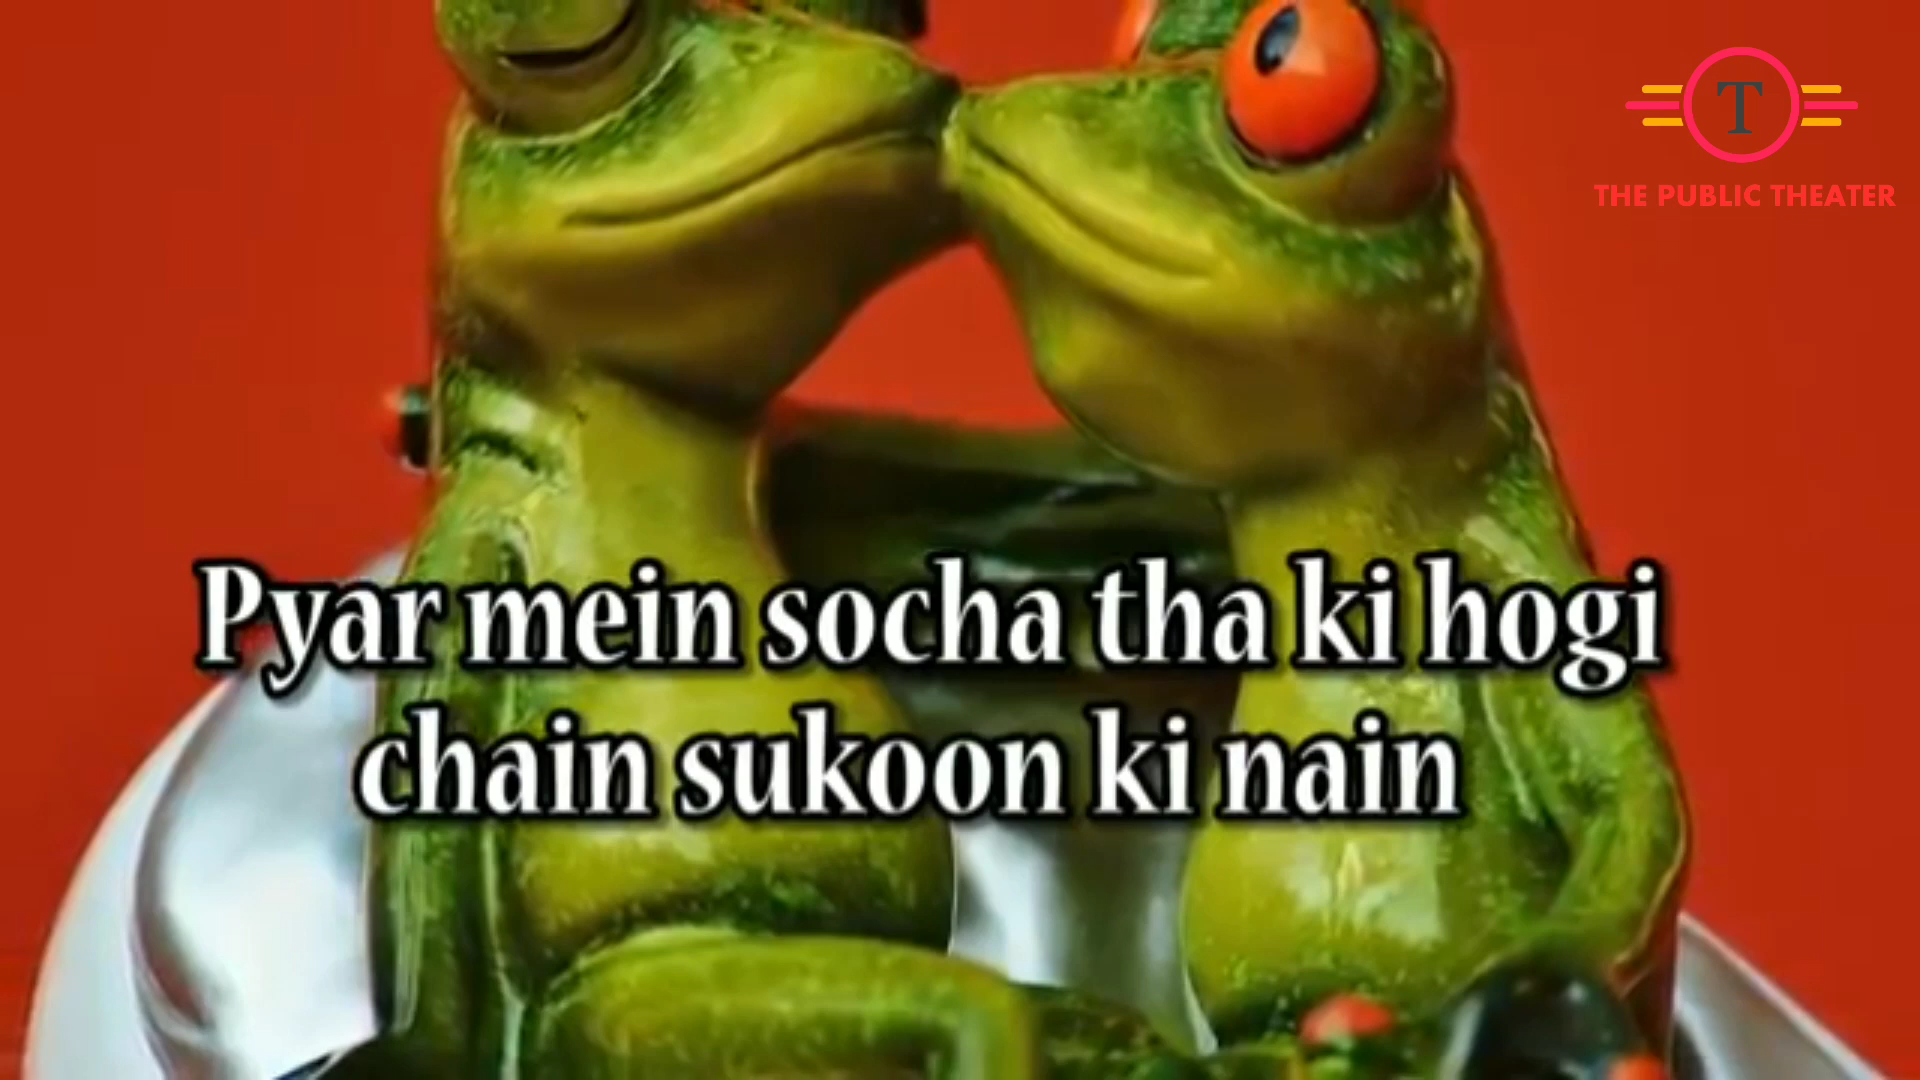 T
THE PUBLIC THEATER
Pyar mein socha tha ki hogi
chain sukoon ki nain